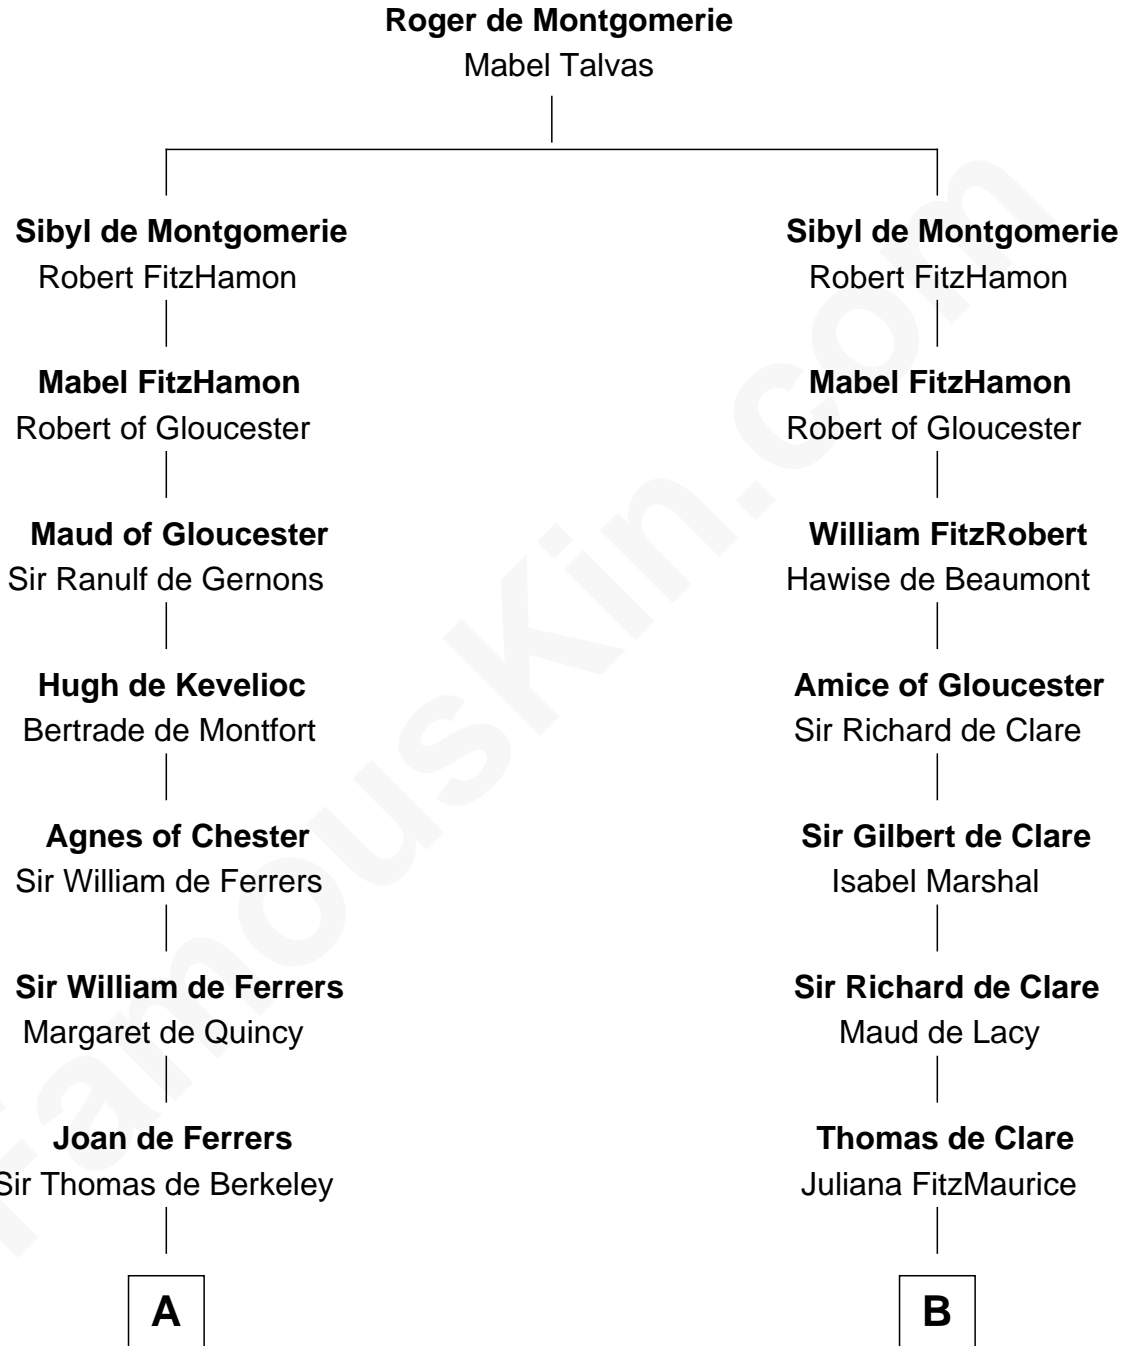 Roger de Montgomerie
Mabel Talvas
Sibyl de Montgomerie
Robert FitzHamon
Mabel FitzHamon
Robert of Gloucester
Maud of Gloucester
Sir Ranulf de Gernons
Hugh de Kevelioc
Bertrade de Montfort
Agnes of Chester
Sir William de Ferrers
Sir William de Ferrers
Margaret de Quincy
Joan de Ferrers
Sir Thomas de Berkeley
A
Sibyl de Montgomerie
Robert FitzHamon
Mabel FitzHamon
Robert of Gloucester
William FitzRobert
Hawise de Beaumont
Amice of Gloucester
Sir Richard de Clare
Sir Gilbert de Clare
Isabel Marshal
Sir Richard de Clare
Maud de Lacy
Thomas de Clare
Juliana FitzMaurice
B
FamousKin.com